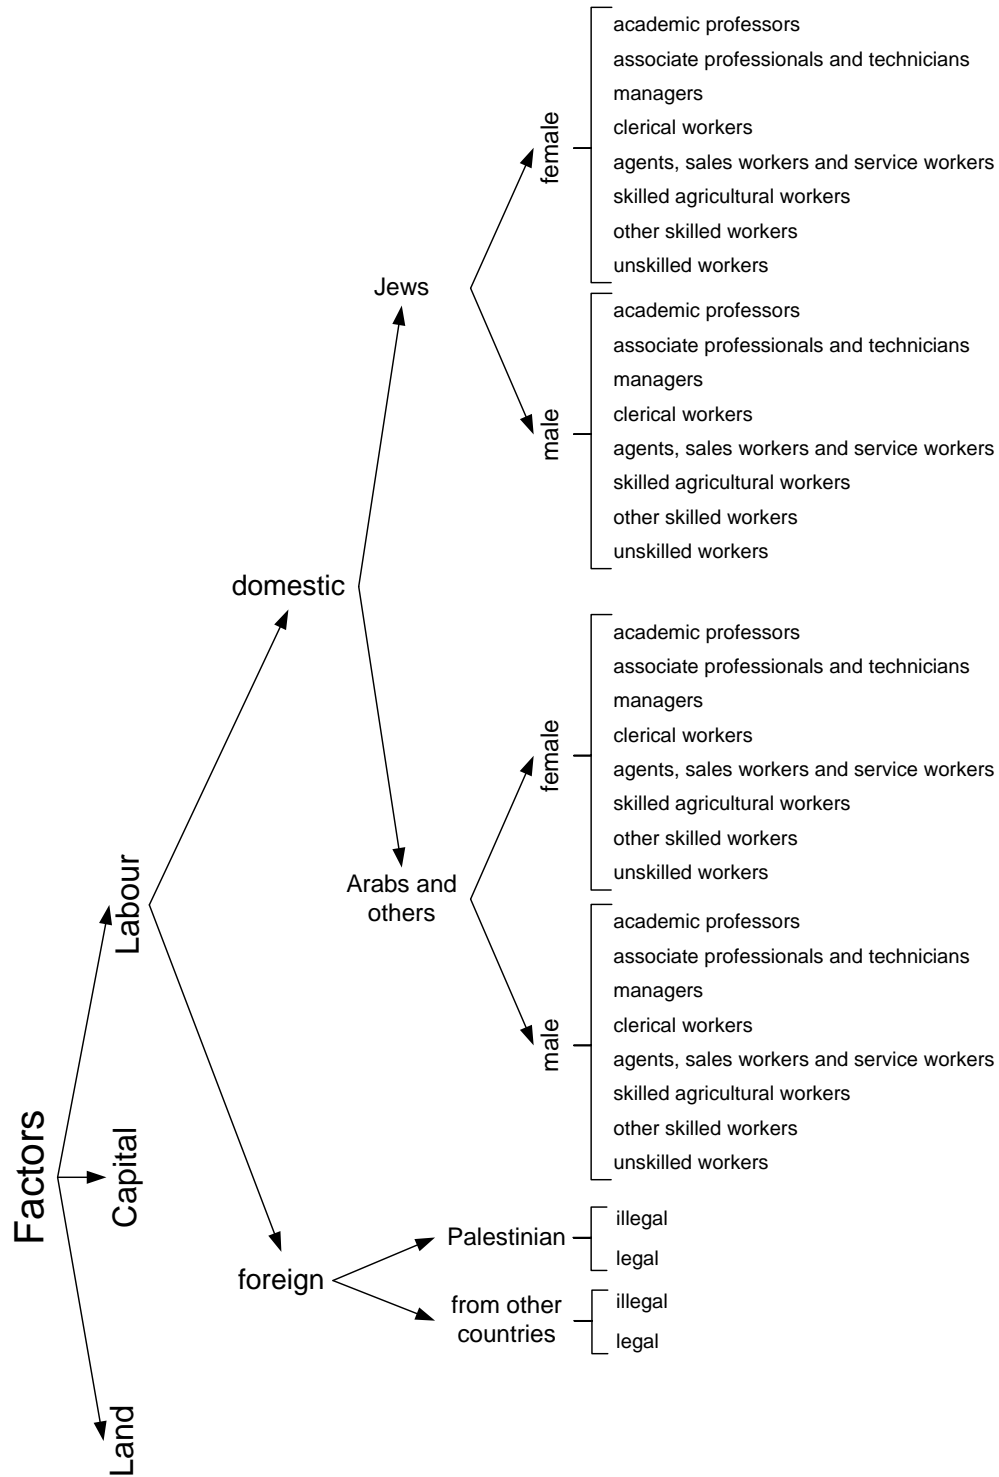 Factors
Labour
Capital
Land
domestic
foreign
Jews
Arabs and
others
Palestinian
from other
countries
female
academic professors
associate professionals and technicians
managers
clerical workers
agents, sales workers and service workers
skilled agricultural workers
other skilled workers
unskilled workers
male
academic professors
associate professionals and technicians
managers
clerical workers
agents, sales workers and service workers
skilled agricultural workers
other skilled workers
unskilled workers
female
academic professors
associate professionals and technicians
managers
clerical workers
agents, sales workers and service workers
skilled agricultural workers
other skilled workers
unskilled workers
male
academic professors
associate professionals and technicians
managers
clerical workers
agents, sales workers and service workers
skilled agricultural workers
other skilled workers
unskilled workers
illegal
legal
illegal
legal